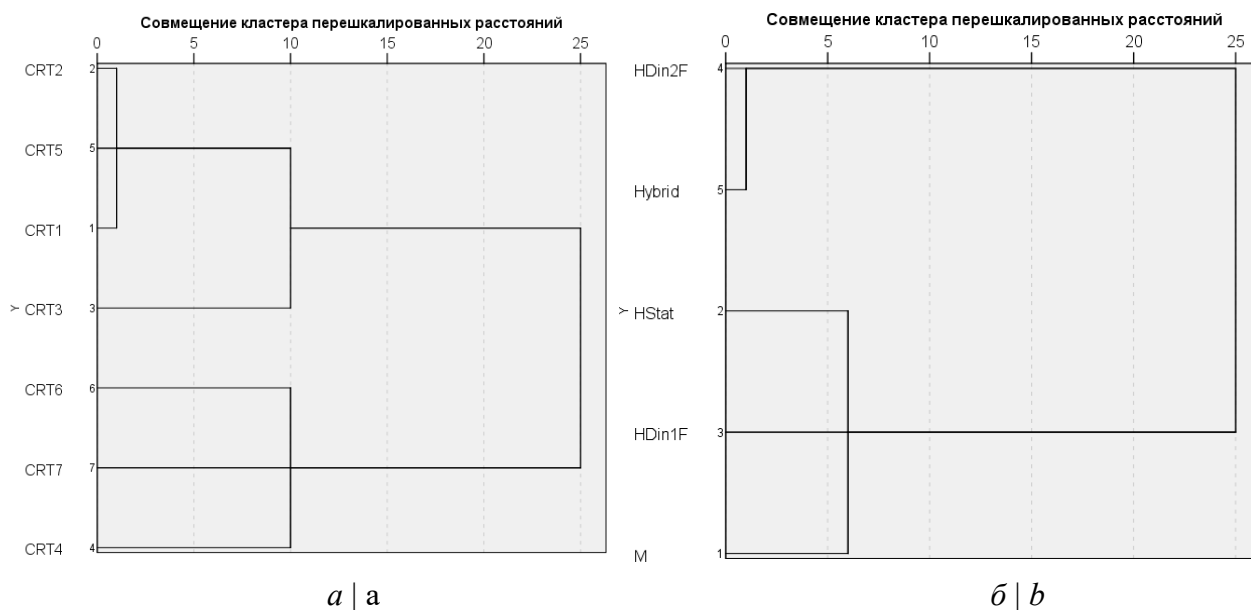 Совмещение кластера перешкалированных расстояний
0 5 10 15 20 25
CRT2 2
CRT5 5
CRT1 1
Y CRT3 3
CRT6 6
CRT7 7
CRT4 4
а | a
Совмещение кластера перешкалированных расстояний
0 5 10 15 20 25
HDin2F 4
Hybrid 5
Y HStat 2
HDin1F 3
M 1
б | b